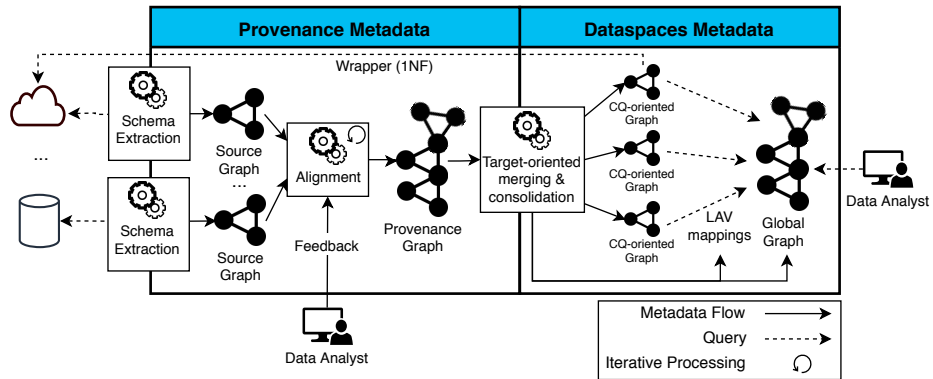 Provenance Metadata
Dataspaces Metadata
Wrapper (1NF)
Schema
Extraction
Source
Graph
...
...
Schema
Extraction
Source
Graph
Alignment
Feedback
Data Analyst
Provenance
Graph
Target-oriented
merging &
consolidation
CQ-oriented
Graph
CQ-oriented
Graph
CQ-oriented
Graph
LAV
mappings
Global
Graph
Data Analyst
Metadata Flow
Query
Iterative Processing